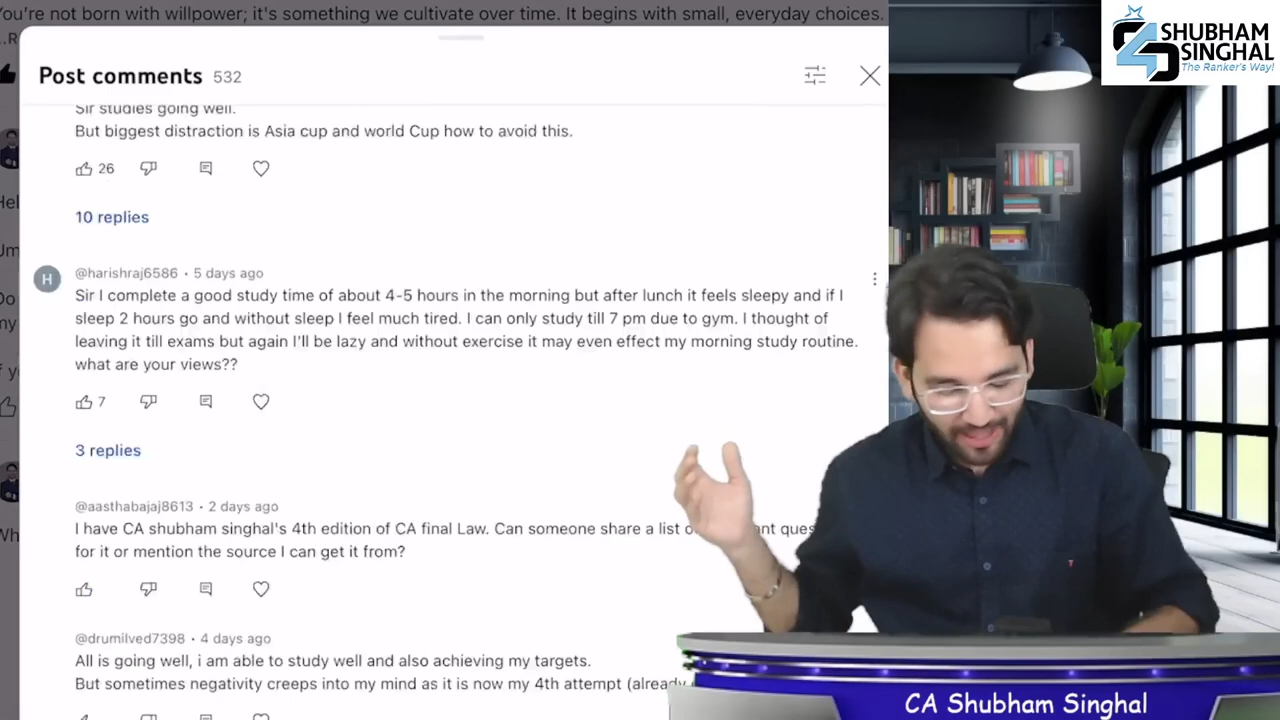 You're not born with willpower; it's something we cultivate over time. It begins with small, everyday choices.
SHUBHAM
SINGHAL
The Ranker's Way!
Post comments 532
Sir studies going well.
But biggest distraction is Asia cup and world Cup how to avoid this.
26
10 replies
H
@harishraj6586 • 5 days ago
Sir I complete a good study time of about 4-5 hours in the morning but after lunch it feels sleepy and if I
sleep 2 hours go and without sleep I feel much tired. I can only study till 7 pm due to gym. I thought of
leaving it till exams but again I'll be lazy and without exercise it may even effect my morning study routine.
what are your views??
7
3 replies
@aasthabajaj8613 • 2 days ago
I have CA shubham singhal's 4th edition of CA final Law. Can someone share a list
for it or mention the source I can get it from?
@drumilved7398 • 4 days ago
All is going well, i am able to study well and also achieving my targets.
But sometimes negativity creeps into my mind as it is now my 4th attempt (already
CA Shubham Singhal